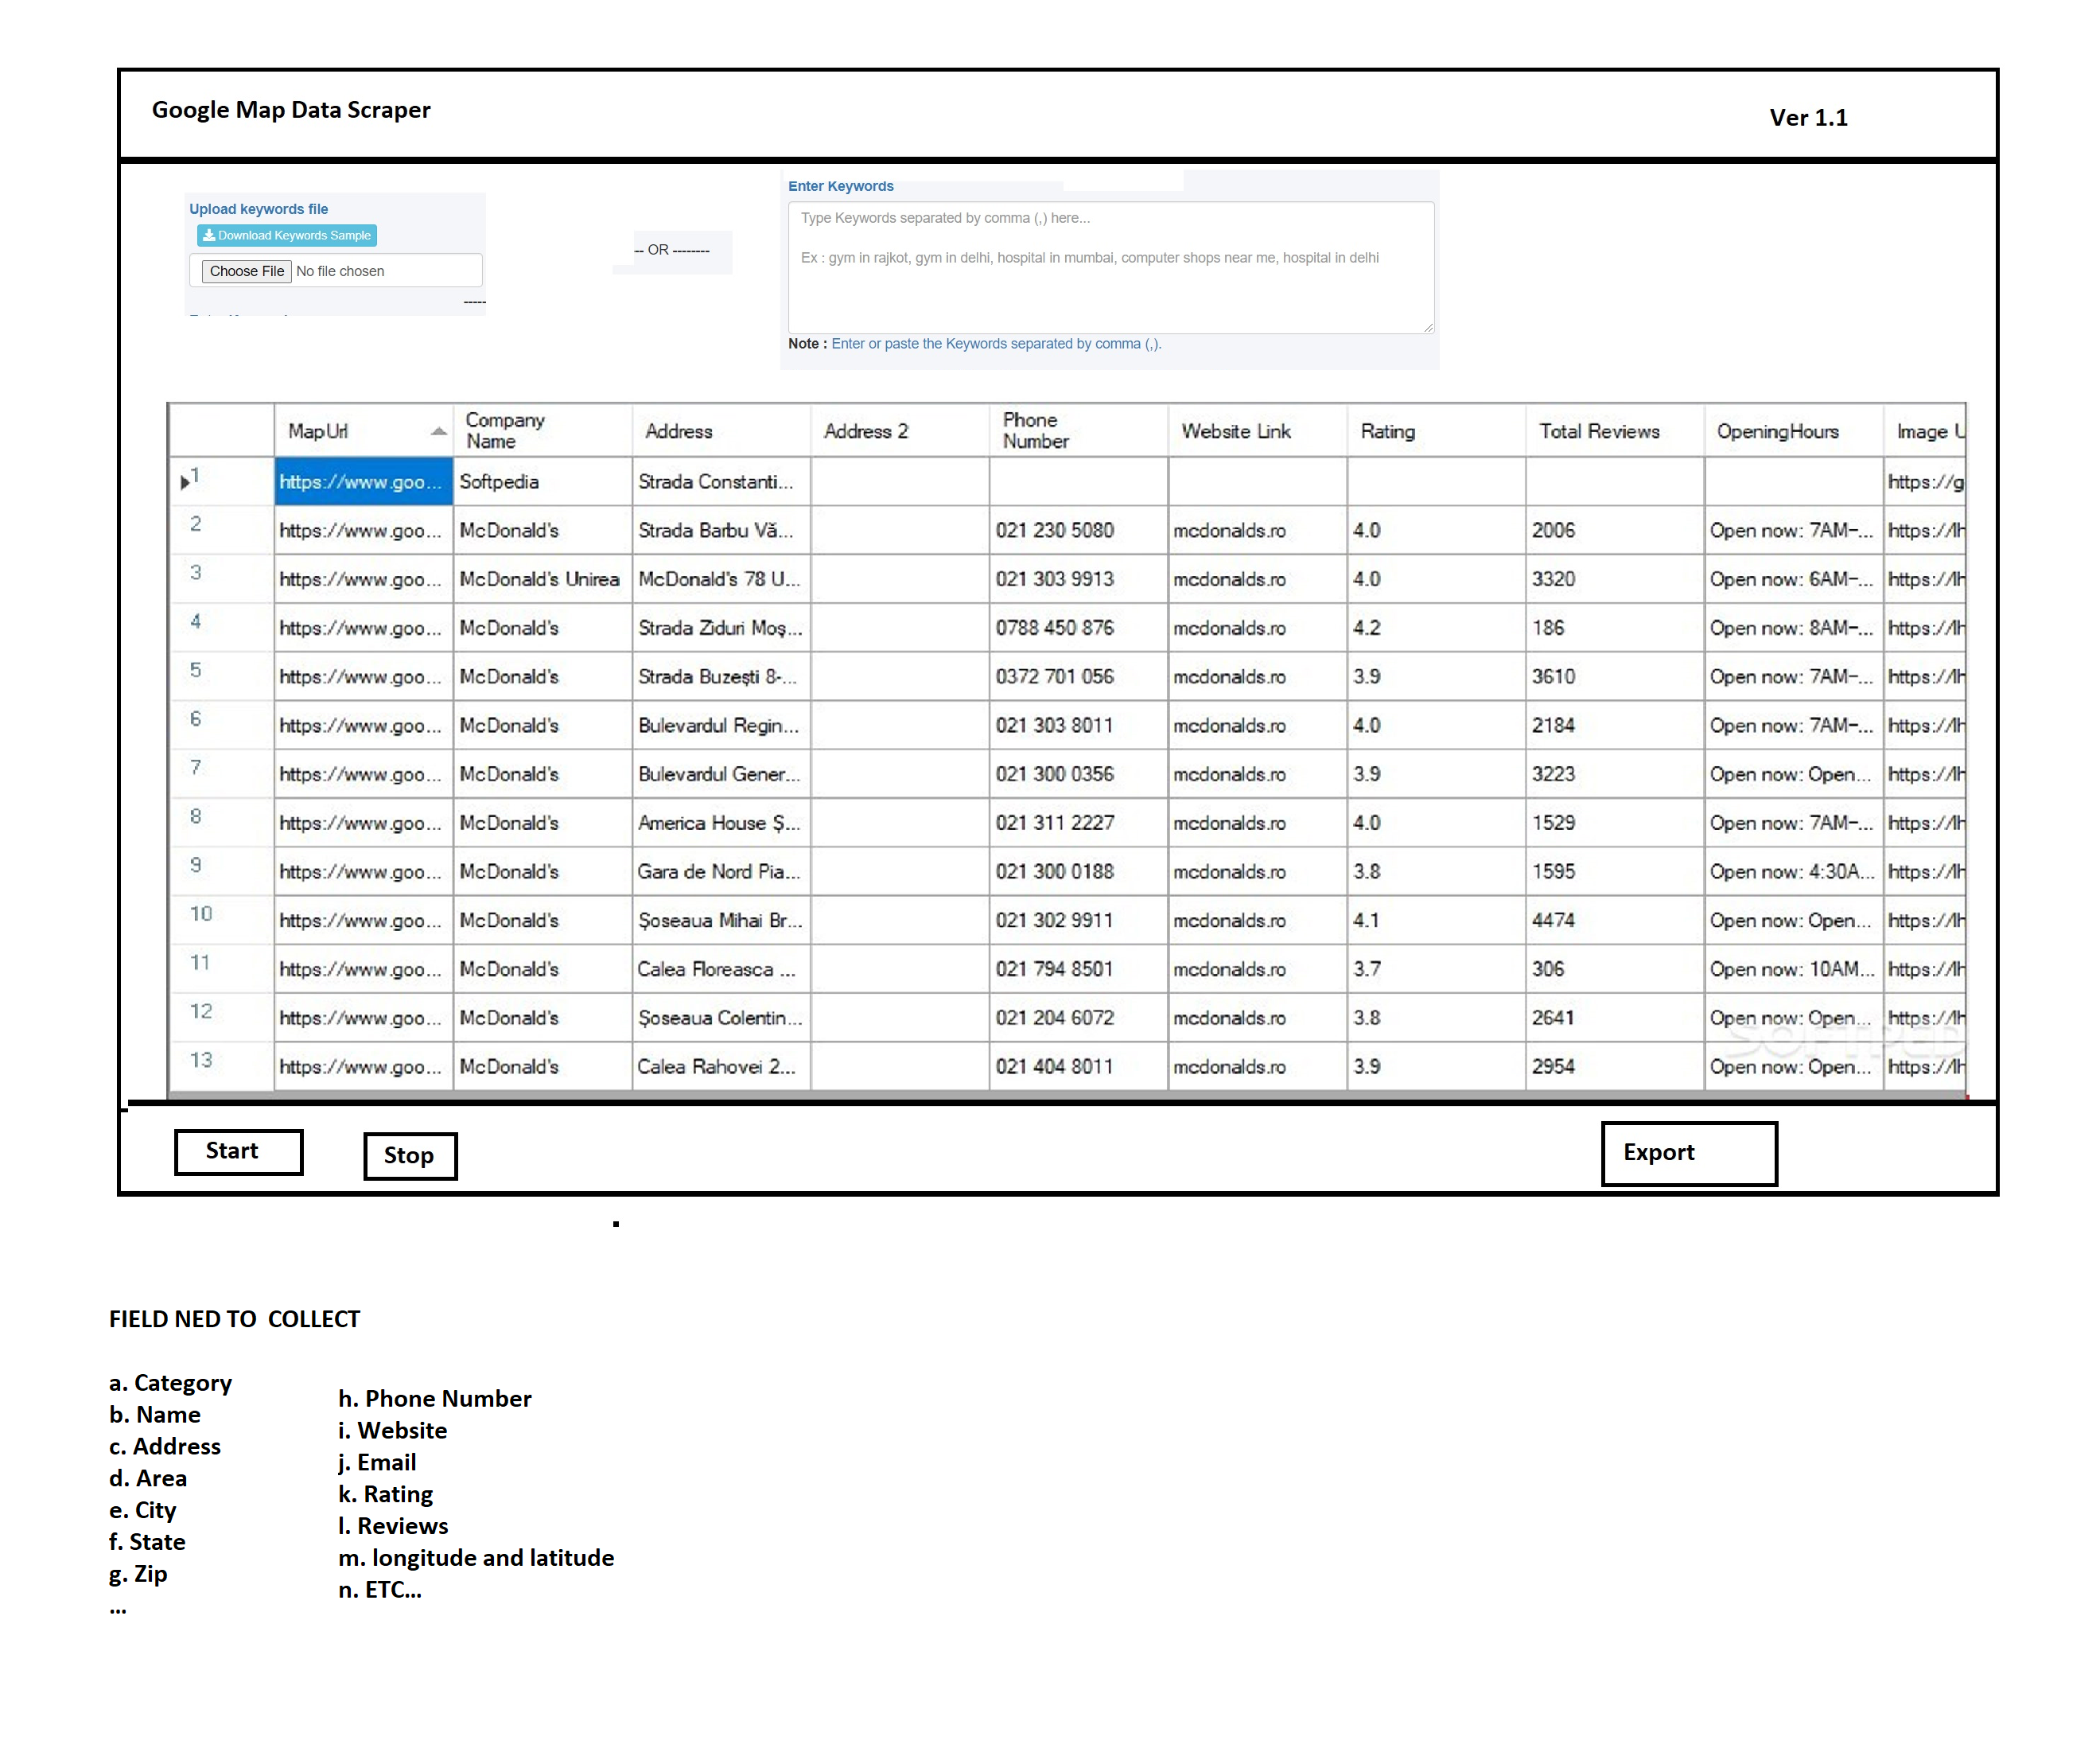 Google Map Data Scraper
Ver 1.1
Upload keywords file
Download Keywords Sample
Choose File No file chosen
-----
-- OR --------
Enter Keywords
Type Keywords separated by comma (,) here...
Ex : gym in rajkot, gym in delhi, hospital in mumbai, computer shops near me, hospital in delhi
Note : Enter or paste the Keywords separated by comma (,).
MapUrl Company Name Address Address 2 Phone Number Website Link Rating Total Reviews OpeningHours Image U
1 https://www.goo... Softpedia Strada Constanti... https://g
2 https://www.goo... McDonald's Strada Barbu Vă... 021 230 5080 mcdonalds.ro 4.0 2006 Open now: 7AM–... https://lh
3 https://www.goo... McDonald's Unirea McDonald's 78 U... 021 303 9913 mcdonalds.ro 4.0 3320 Open now: 6AM–... https://lh
4 https://www.goo... McDonald's Strada Ziduri Moș... 0788 450 876 mcdonalds.ro 4.2 186 Open now: 8AM–... https://lh
5 https://www.goo... McDonald's Strada Buzești 8-... 0372 701 056 mcdonalds.ro 3.9 3610 Open now: 7AM–... https://lh
6 https://www.goo... McDonald's Bulevardul Regin... 021 303 8011 mcdonalds.ro 4.0 2184 Open now: 7AM–... https://lh
7 https://www.goo... McDonald's Bulevardul Gener... 021 300 0356 mcdonalds.ro 3.9 3223 Open now: Open... https://lh
8 https://www.goo... McDonald's America House Ș... 021 311 2227 mcdonalds.ro 4.0 1529 Open now: 7AM–... https://lh
9 https://www.goo... McDonald's Gara de Nord Pia... 021 300 0188 mcdonalds.ro 3.8 1595 Open now: 4:30A... https://lh
10 https://www.goo... McDonald's Șoseaua Mihai Br... 021 302 9911 mcdonalds.ro 4.1 4474 Open now: Open... https://lh
11 https://www.goo... McDonald's Calea Floreasca ... 021 794 8501 mcdonalds.ro 3.7 306 Open now: 10AM... https://lh
12 https://www.goo... McDonald's Șoseaua Colentin... 021 204 6072 mcdonalds.ro 3.8 2641 Open now: Open... https://lh
13 https://www.goo... McDonald's Calea Rahovei 2... 021 404 8011 mcdonalds.ro 3.9 2954 Open now: Open... https://lh
SOFTPED
Start
Stop
Export
FIELD NED TO COLLECT
a. Category
b. Name
c. Address
d. Area
e. City
f. State
g. Zip
...
h. Phone Number
i. Website
j. Email
k. Rating
l. Reviews
m. longitude and latitude
n. ETC...